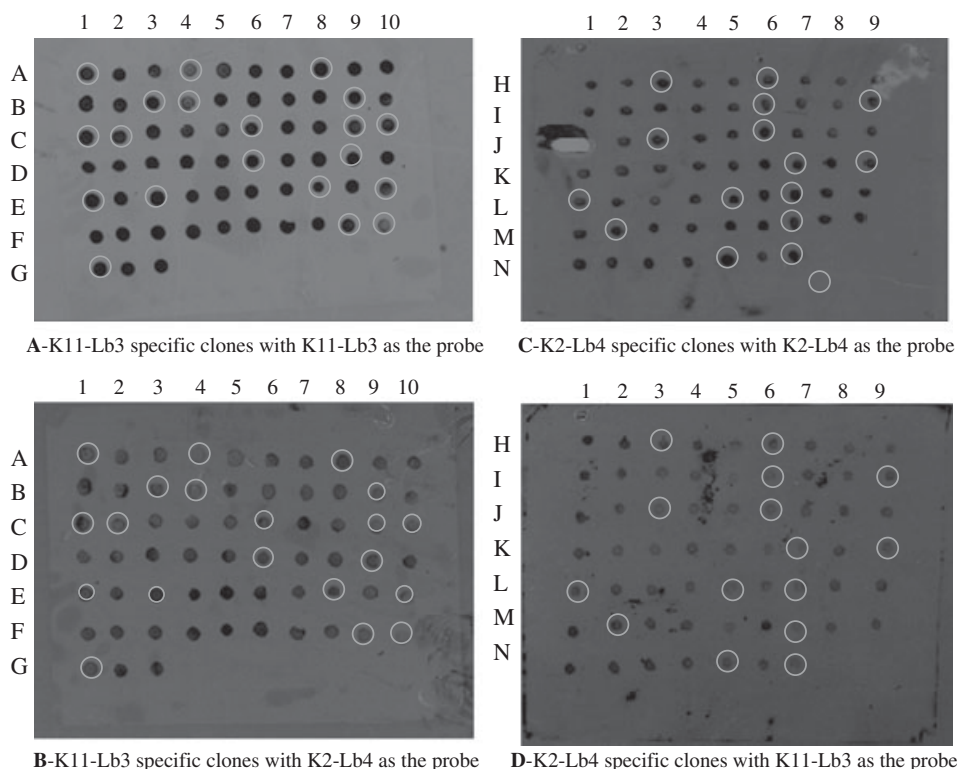 1 2 3 4 5 6 7 8 9 10
A
B
C
D
E
F
G
A-K11-Lb3 specific clones with K11-Lb3 as the probe
1 2 3 4 5 6 7 8 9
H
I
J
K
L
M
N
C-K2-Lb4 specific clones with K2-Lb4 as the probe
1 2 3 4 5 6 7 8 9 10
A
B
C
D
E
F
G
B-K11-Lb3 specific clones with K2-Lb4 as the probe
1 2 3 4 5 6 7 8 9
H
I
J
K
L
M
N
D-K2-Lb4 specific clones with K11-Lb3 as the probe